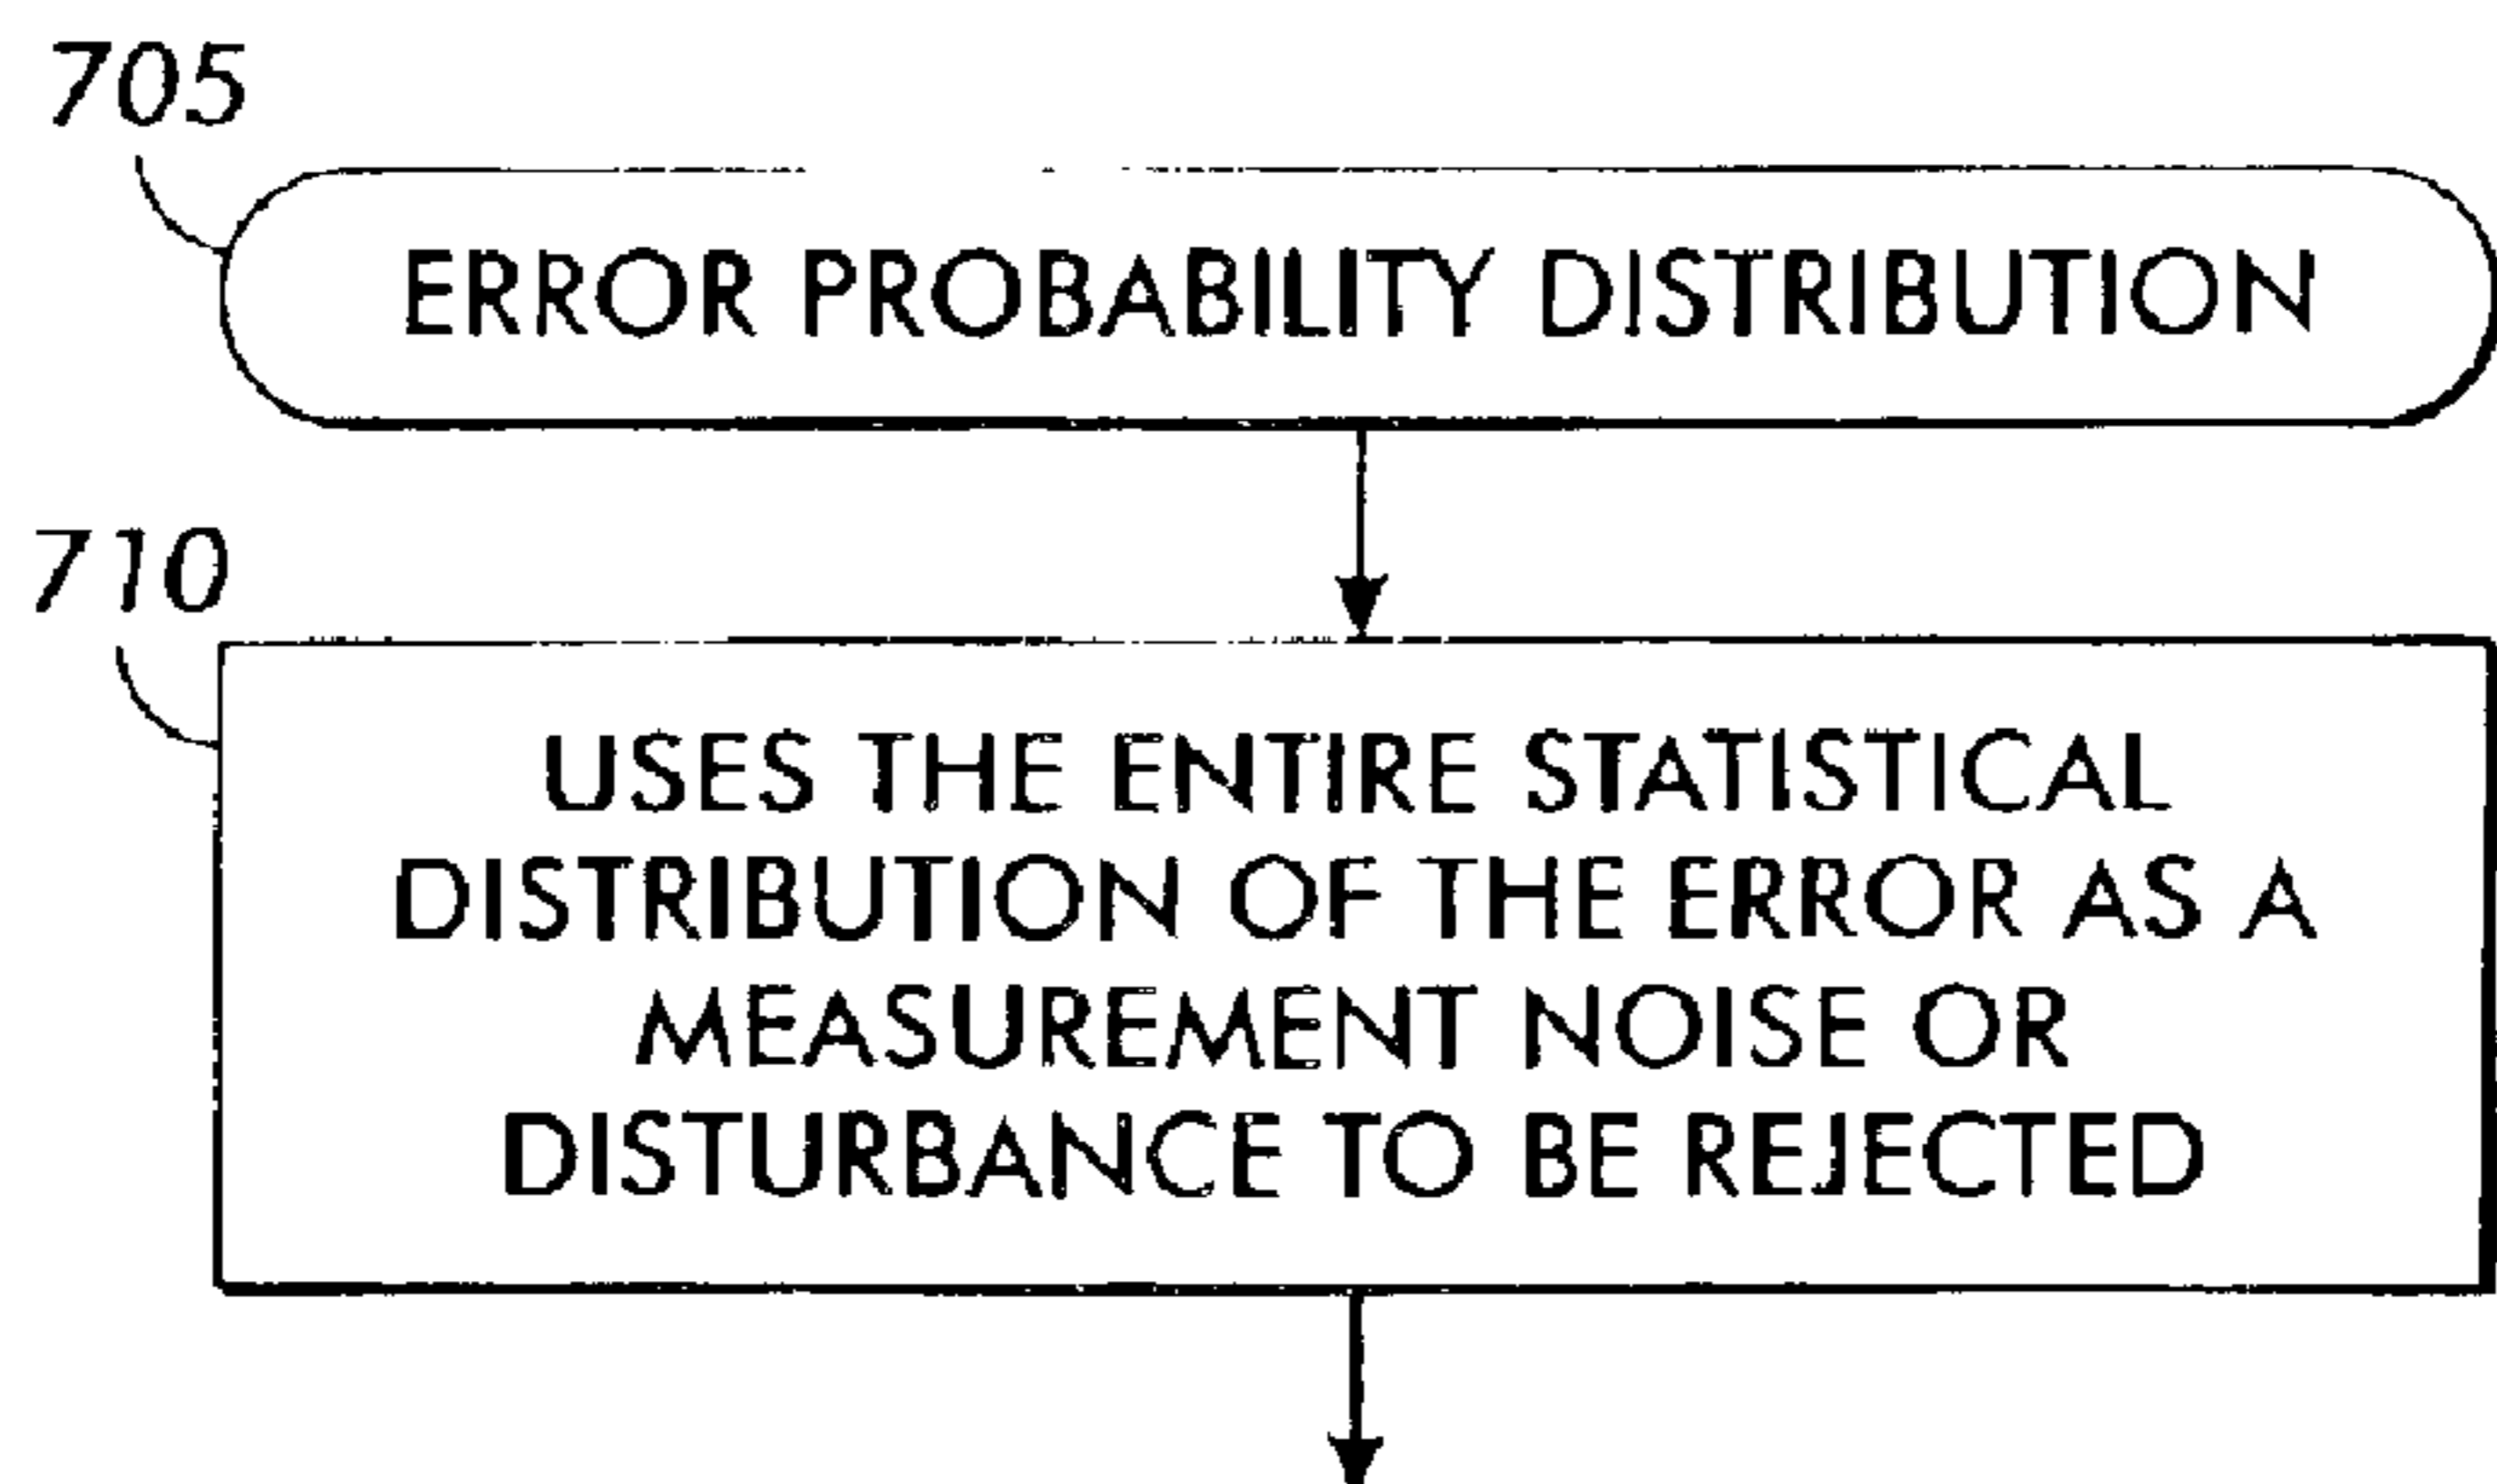 705
ERROR PROBABILITY DISTRIBUTION
710
USES THE ENTIRE STATISTICAL
DISTRIBUTION OF THE ERROR AS A
MEASUREMENT NOISE OR
DISTURBANCE TO BE REJECTED